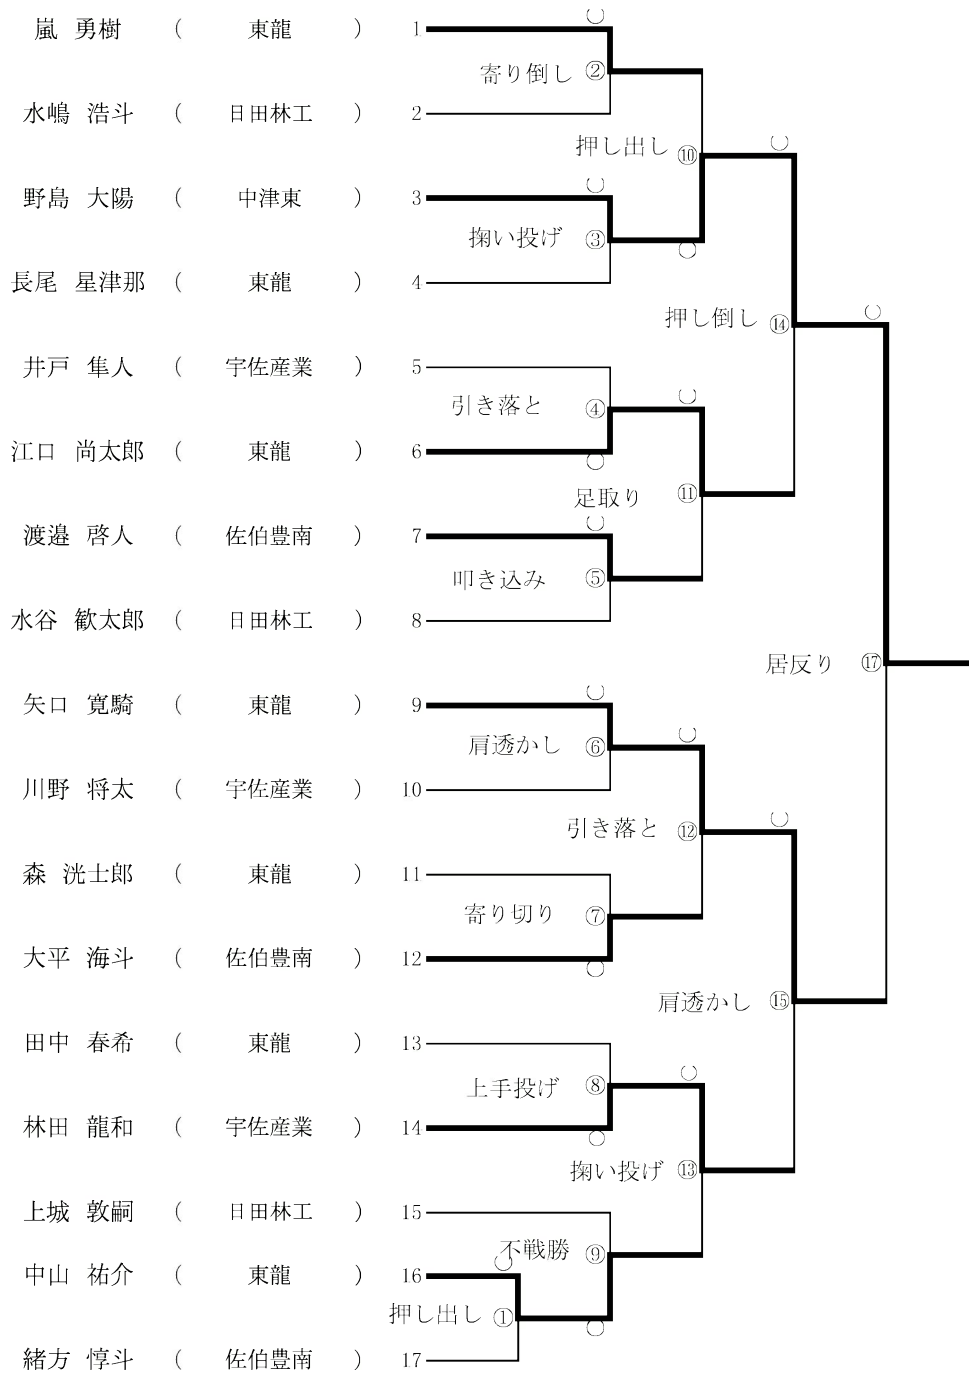 嵐 勇樹 ( 東龍 ) 1
寄り倒し ②
水嶋 浩斗 ( 日田林工 ) 2
押し出し ⑩
野島 大陽 ( 中津東 ) 3
掬い投げ ③
長尾 星津那 ( 東龍 ) 4
押し倒し ⑭
井戸 隼人 ( 宇佐産業 ) 5
引き落と ④
江口 尚太郎 ( 東龍 ) 6
足取り ⑪
渡邉 啓人 ( 佐伯豊南 ) 7
叩き込み ⑤
水谷 歓太郎 ( 日田林工 ) 8
居反り ⑰
矢口 寛騎 ( 東龍 ) 9
肩透かし ⑥
川野 将太 ( 宇佐産業 ) 10
引き落と ⑫
森 洸士郎 ( 東龍 ) 11
寄り切り ⑦
大平 海斗 ( 佐伯豊南 ) 12
肩透かし ⑮
田中 春希 ( 東龍 ) 13
上手投げ ⑧
林田 龍和 ( 宇佐産業 ) 14
掬い投げ ⑬
上城 敦嗣 ( 日田林工 ) 15
不戦勝 ⑨
中山 祐介 ( 東龍 ) 16
押し出し ①
緒方 惇斗 ( 佐伯豊南 ) 17